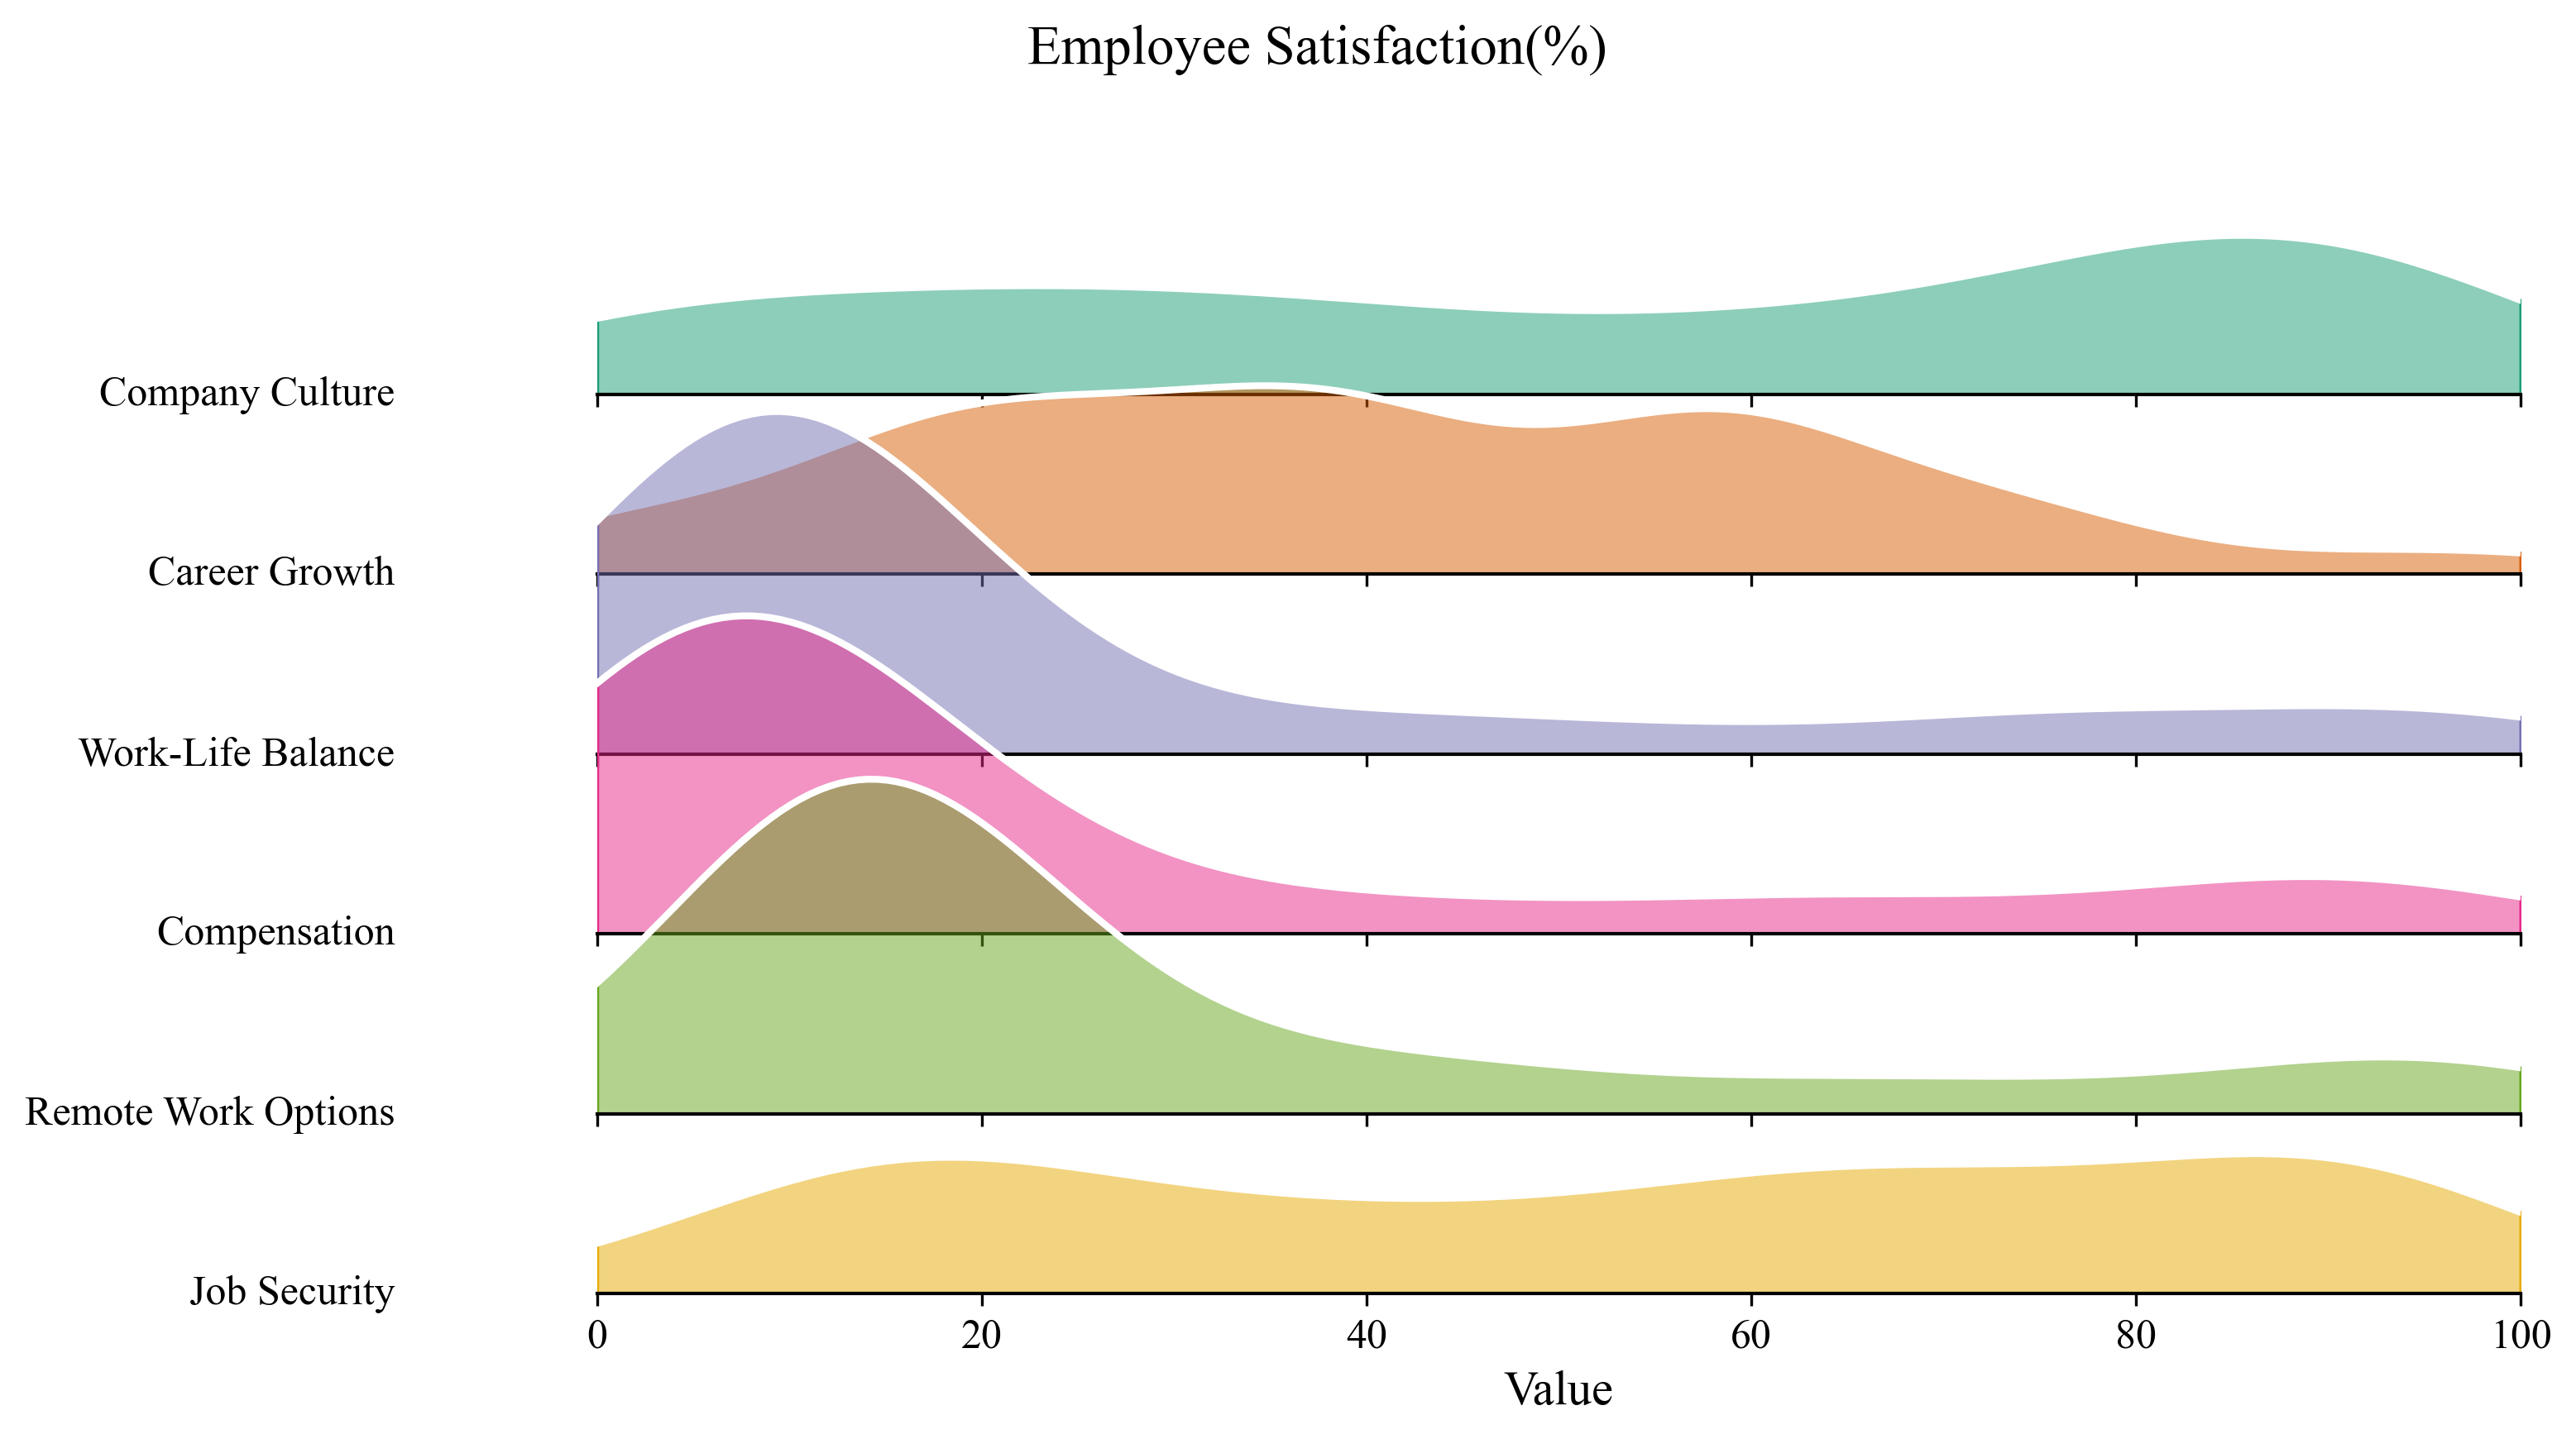 Employee Satisfaction(%)
Company Culture
Career Growth
Work-Life Balance
Compensation
Remote Work Options
Job Security
0 20 40 60 80 100
Value